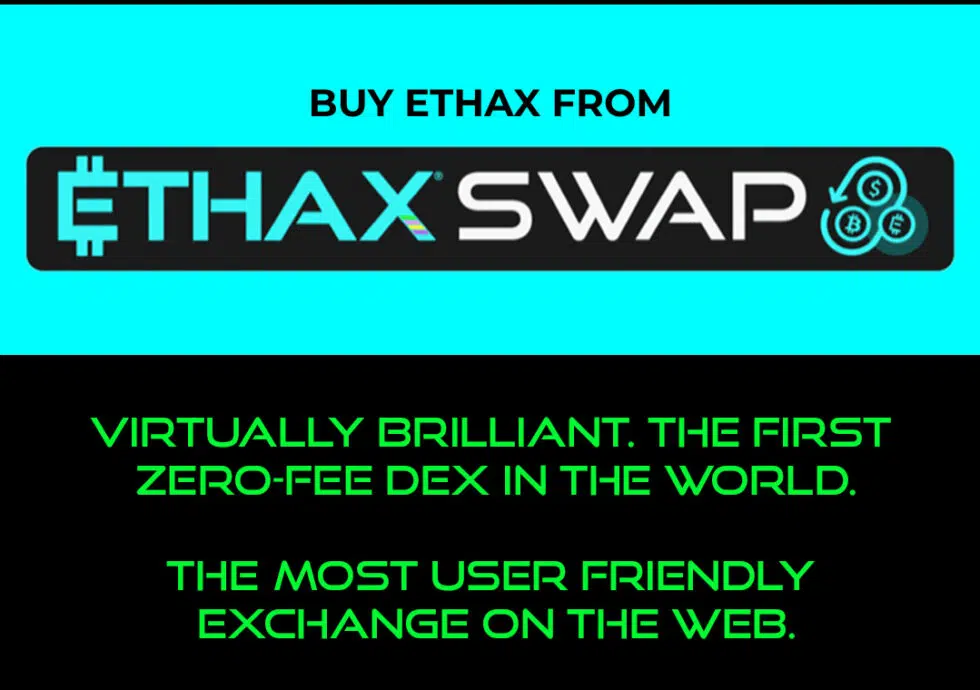 BUY ETHAX FROM
ETHAX® SWAP
VIRTUALLY BRILLIANT. THE FIRST
ZERO-FEE DEX IN THE WORLD.
THE MOST USER FRIENDLY
EXCHANGE ON THE WEB.